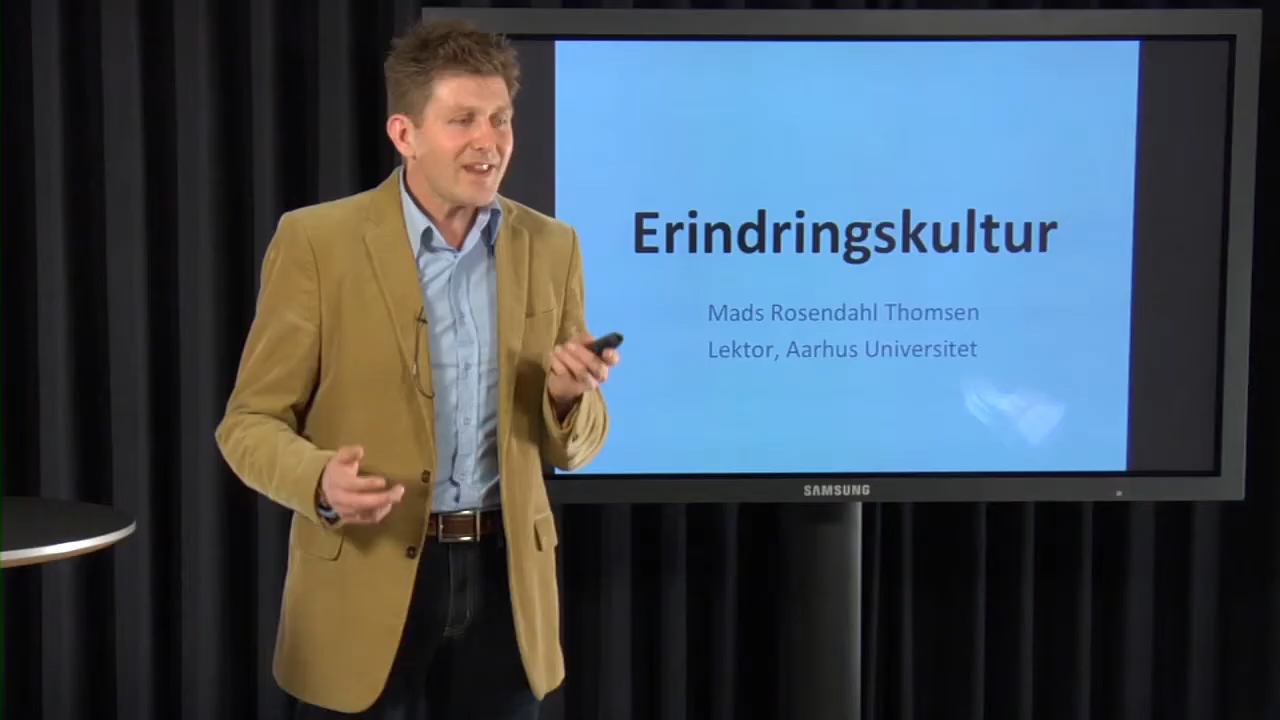 Erindringskultur
Mads Rosendahl Thomsen
Lektor, Aarhus Universitet
SAMSUNG